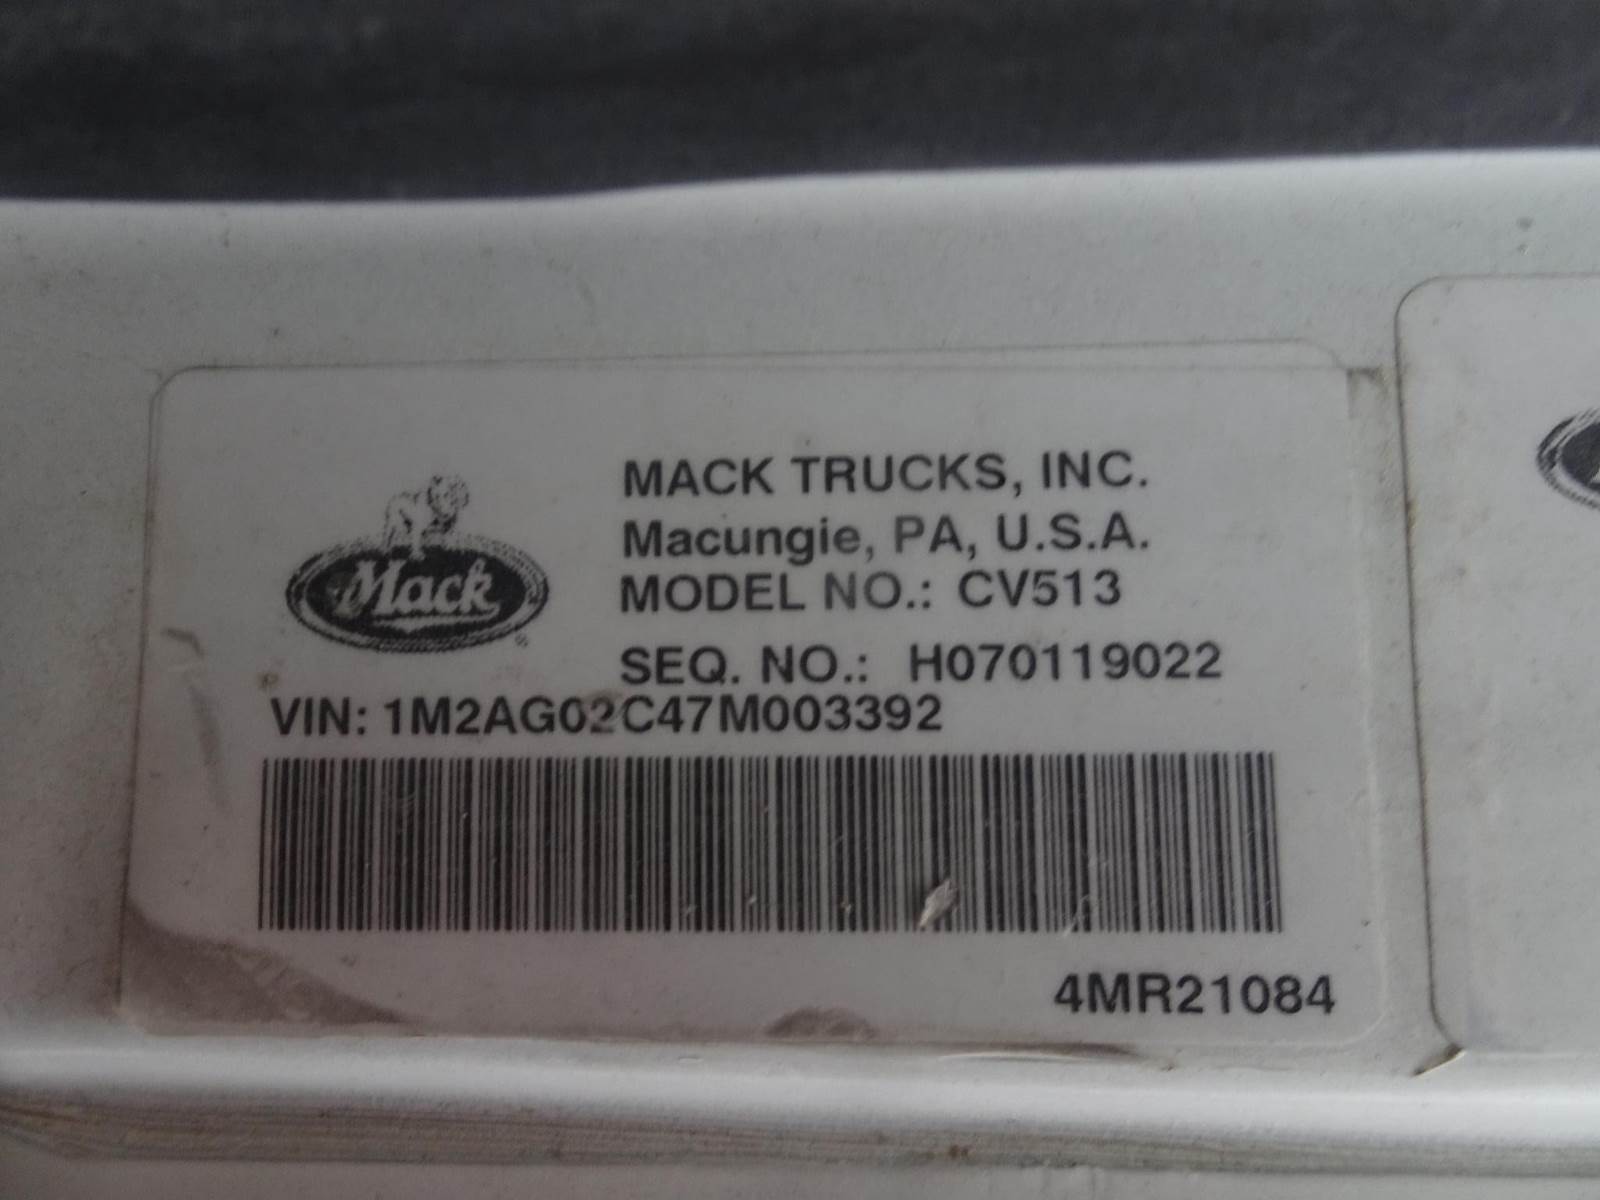 Mack
MACK TRUCKS, INC.
Macungie, PA, U.S.A.
MODEL NO.: CV513
SEQ. NO.: H070119022
VIN: 1M2AG02C47M003392
4MR21084